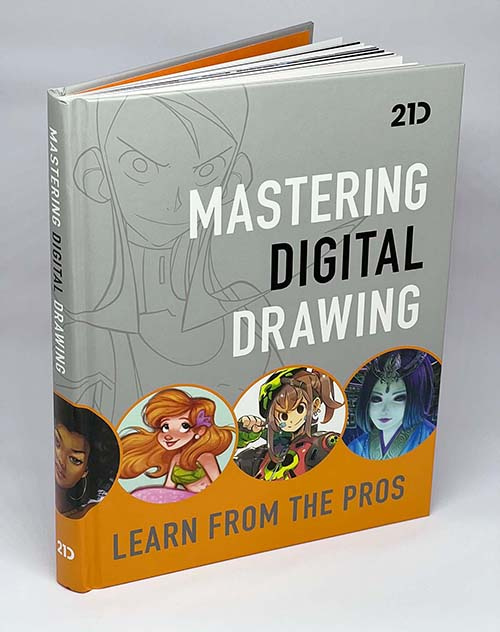 21D
MASTERING
DIGITAL
DRAWING
LEARN FROM THE PROS
MASTERING DIGITAL DRAWING
21D